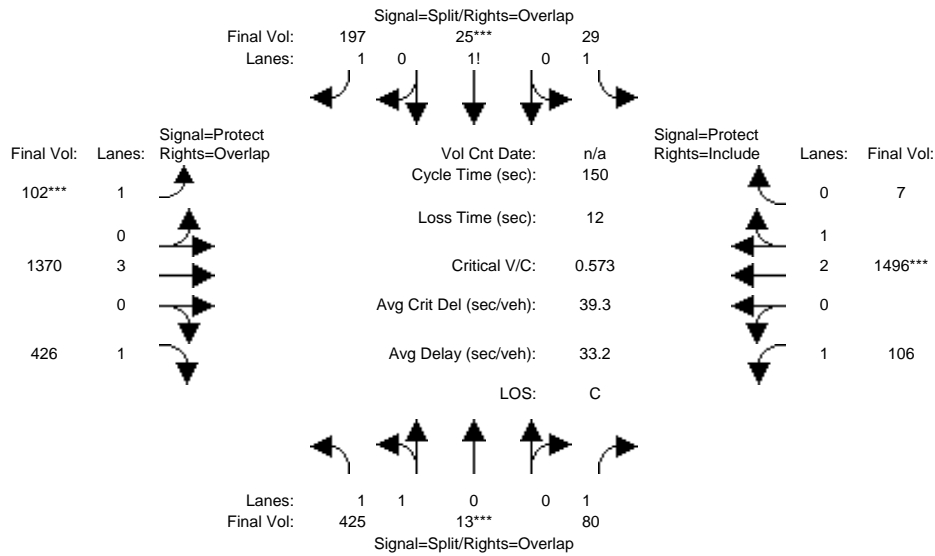 Signal=Split/Rights=Overlap
Final Vol: 197 25*** 29
Lanes: 1 0 1! 0 1
Signal=Protect Signal=Protect
Final Vol: Lanes: Rights=Overlap Vol Cnt Date: n/a Rights=Include Lanes: Final Vol:
Cycle Time (sec): 150
102*** 1 0 7
Loss Time (sec): 12
0 1
1370 3 Critical V/C: 0.573 2 1496***
0 Avg Crit Del (sec/veh): 39.3 0
426 1 Avg Delay (sec/veh): 33.2 1 106
LOS: C
Lanes: 1 1 0 0 1
Final Vol: 425 13*** 80
Signal=Split/Rights=Overlap